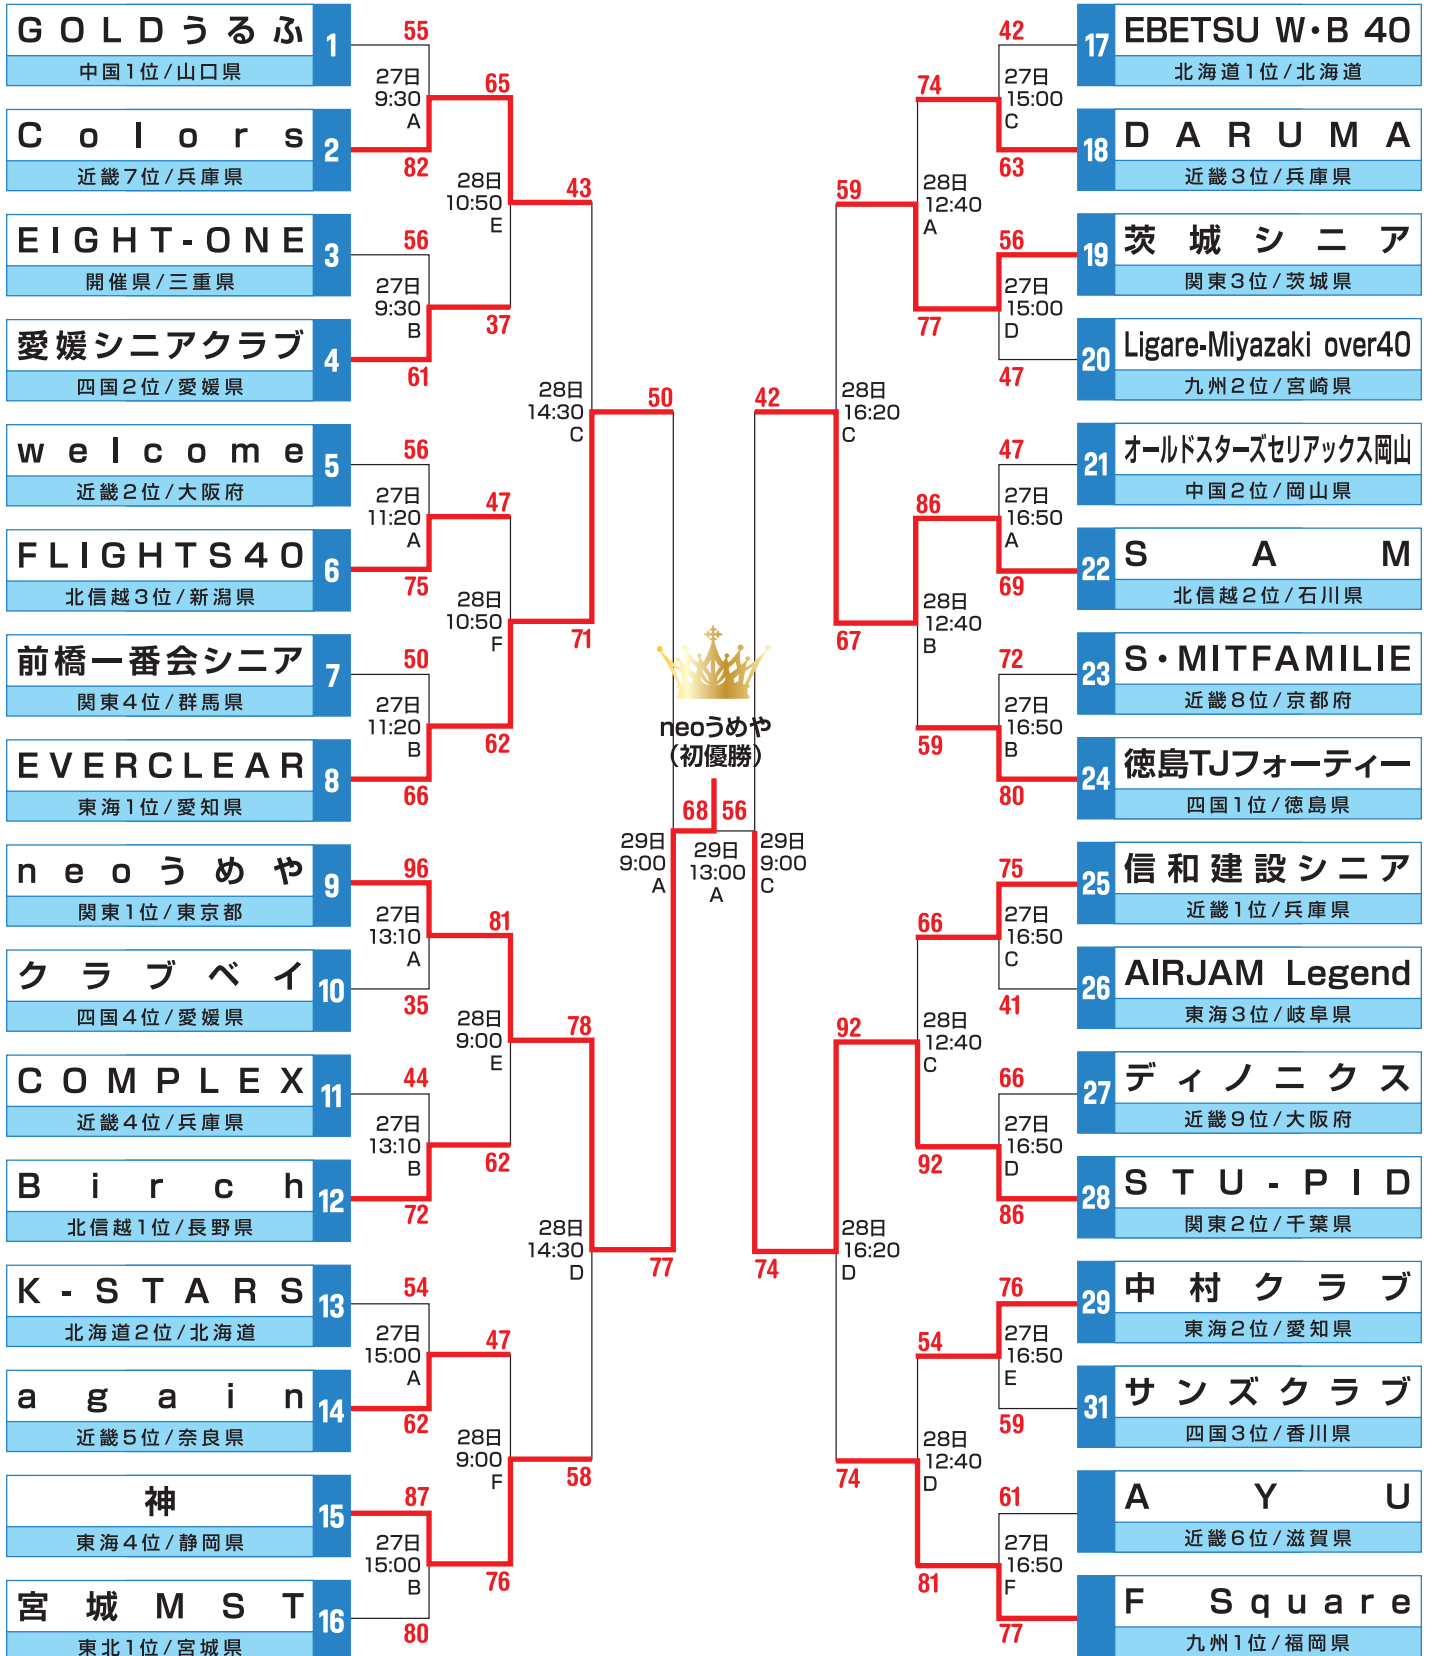 GOLDうるふ
中国1位/山口県
1
Colors
近畿7位/兵庫県
2
EIGHT-ONE
開催県/三重県
3
愛媛シニアクラブ
四国2位/愛媛県
4
welcome
近畿2位/大阪府
5
FLIGHTS40
北信越3位/新潟県
6
前橋一番会シニア
関東4位/群馬県
7
EVERCLEAR
東海1位/愛知県
8
neoうめや
関東1位/東京都
9
クラブベイ
四国4位/愛媛県
10
COMPLEX
近畿4位/兵庫県
11
Birch
北信越1位/長野県
12
K-STARS
北海道2位/北海道
13
again
近畿5位/奈良県
14
神
東海4位/静岡県
15
宮城MST
東北1位/宮城県
16
55
27日
9:30
A
82
56
27日
9:30
B
61
56
27日
11:20
A
75
50
27日
11:20
B
66
96
27日
13:10
A
35
44
27日
13:10
B
72
54
27日
15:00
A
62
87
27日
15:00
B
80
65
28日
10:50
E
37
47
28日
10:50
F
62
81
28日
9:00
E
62
47
28日
9:00
F
76
43
28日
14:30
C
71
78
28日
14:30
D
58
50
29日
9:00
A
77
neoうめや
(初優勝)
68
56
29日
13:00
A
42
29日
9:00
C
74
59
28日
16:20
C
67
92
28日
16:20
D
74
74
28日
12:40
A
77
86
28日
12:40
B
59
66
28日
12:40
C
92
54
28日
12:40
D
81
42
27日
15:00
C
63
56
27日
15:00
D
47
47
27日
16:50
A
69
72
27日
16:50
B
80
75
27日
16:50
C
41
66
27日
16:50
D
86
76
27日
16:50
E
59
61
27日
16:50
F
77
17
EBETSU W・B 40
北海道1位/北海道
18
DARUMA
近畿3位/兵庫県
19
茨城シニア
関東3位/茨城県
20
Ligare-Miyazaki over40
九州2位/宮崎県
21
オールドスターズセリアックス岡山
中国2位/岡山県
22
SAM
北信越2位/石川県
23
S・MITFAMILIE
近畿8位/京都府
24
徳島TJフォーティー
四国1位/徳島県
25
信和建設シニア
近畿1位/兵庫県
26
AIRJAM Legend
東海3位/岐阜県
27
ディノニクス
近畿9位/大阪府
28
STU-PID
関東2位/千葉県
29
中村クラブ
東海2位/愛知県
31
サンズクラブ
四国3位/香川県
AYU
近畿6位/滋賀県
F Square
九州1位/福岡県